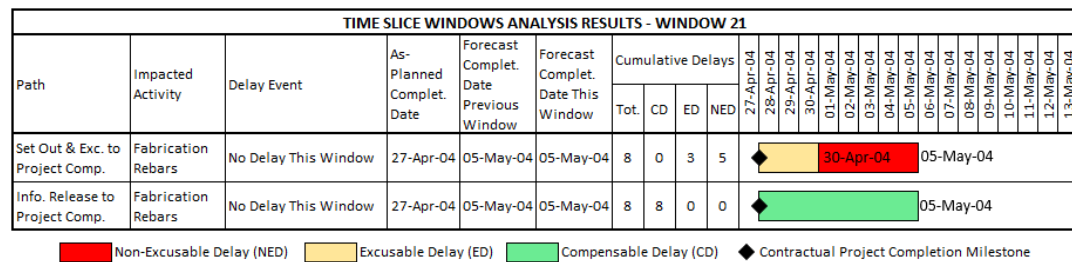 TIME SLICE WINDOWS ANALYSIS RESULTS - WINDOW 21
Path
Impacted
Activity
Delay Event
As-
Planned
Complet.
Date
Forecast
Complet.
Date
Previous
Window
Forecast
Complet.
Date This
Window
Cumulative Delays
Tot. CD ED NED
27-Apr-04
28-Apr-04
29-Apr-04
30-Apr-04
01-May-04
02-May-04
03-May-04
04-May-04
05-May-04
06-May-04
07-May-04
08-May-04
09-May-04
10-May-04
11-May-04
12-May-04
13-May-04
Set Out & Exc. to
Project Comp.
Fabrication
Rebars
No Delay This Window 27-Apr-04 05-May-04 05-May-04 8 0 3 5 30-Apr-04 05-May-04
Info. Release to
Project Comp.
Fabrication
Rebars
No Delay This Window 27-Apr-04 05-May-04 05-May-04 8 8 0 0 05-May-04
Non-Excusable Delay (NED) Excusable Delay (ED) Compensable Delay (CD) Contractual Project Completion Milestone